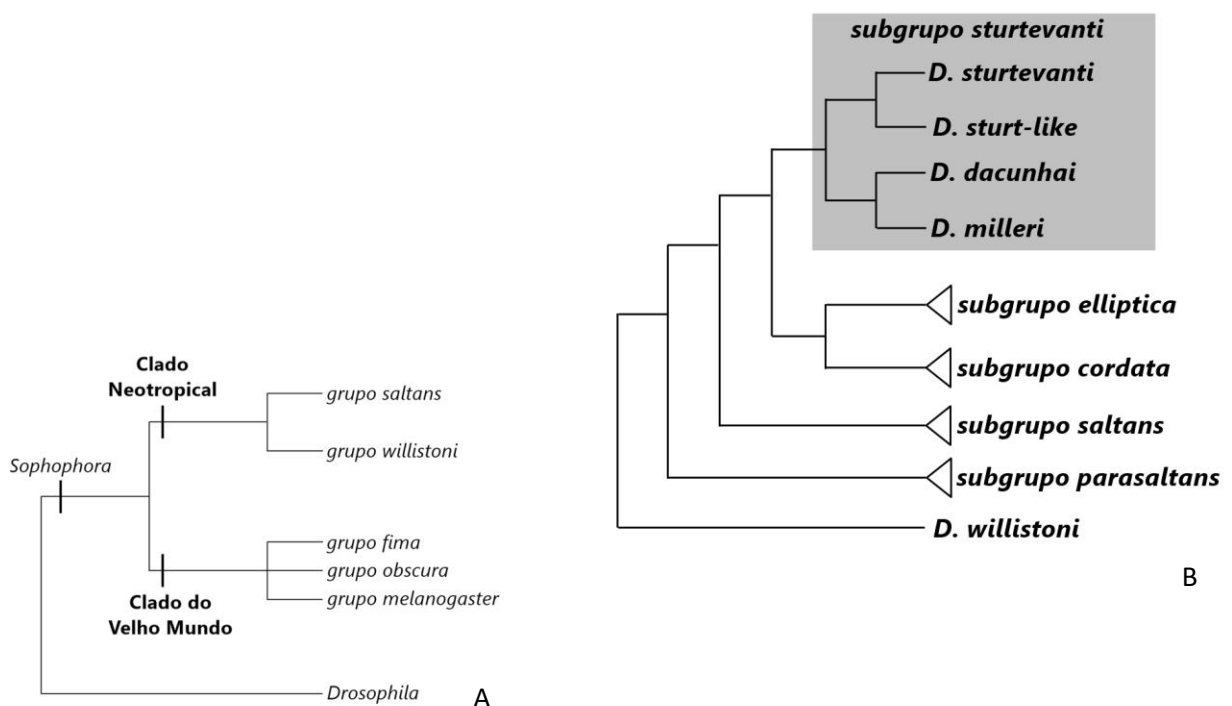 Clado
Neotropical
grupo saltans
grupo willistoni
Sophophora
grupo fima
grupo obscura
grupo melanogaster
Clado do
Velho Mundo
Drosophila
A
subgrupo sturtevanti
D. sturtevanti
D. sturt-like
D. dacunhai
D. milleri
subgrupo elliptica
subgrupo cordata
subgrupo saltans
subgrupo parasaltans
D. willistoni
B